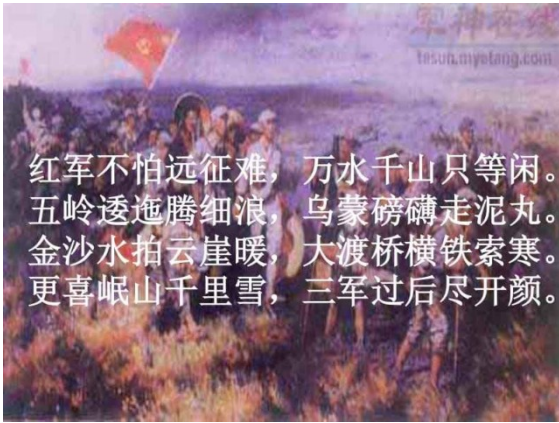 军神在线
tesun.myetang.com
红军不怕远征难，万水千山只等闲。
五岭逶迤腾细浪，乌蒙磅礴走泥丸。
金沙水拍云崖暖，大渡桥横铁索寒。
更喜岷山千里雪，三军过后尽开颜。